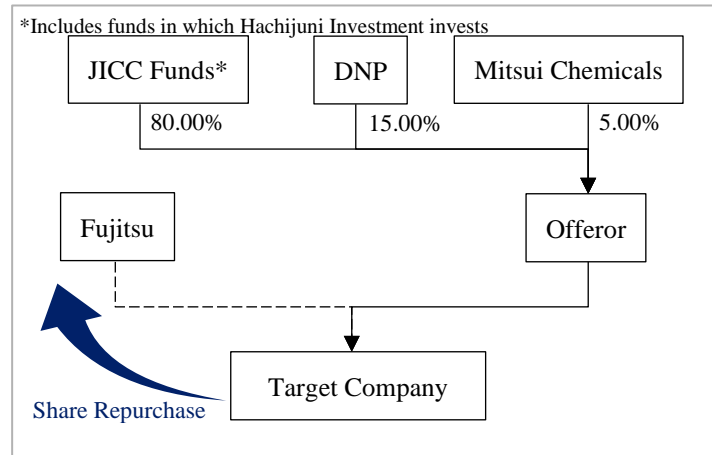 *Includes funds in which Hachijuni Investment invests
JICC Funds*
DNP
Mitsui Chemicals
80.00%
15.00%
5.00%
Fujitsu
Offeror
Target Company
Share Repurchase